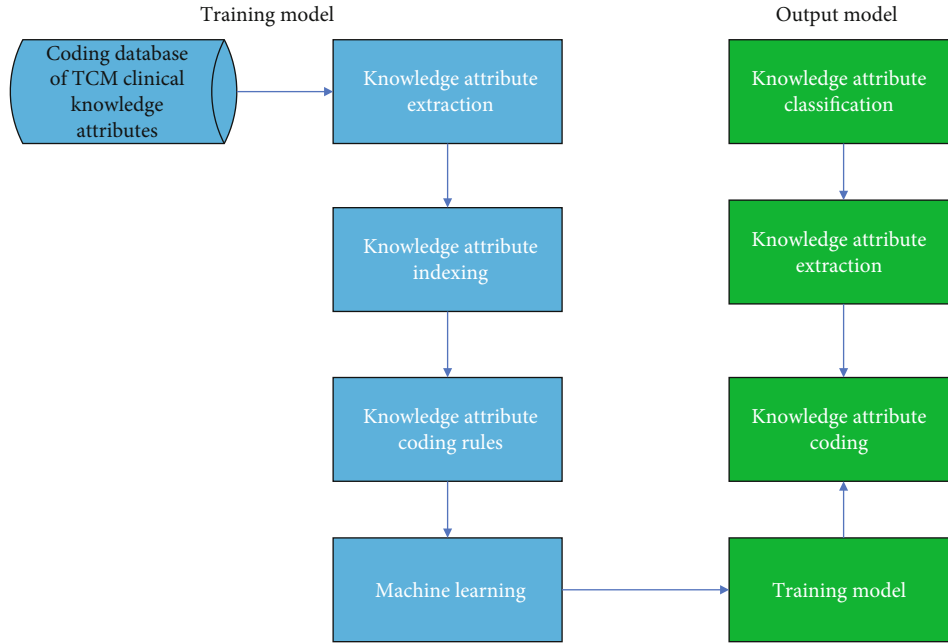 Training model
Output model
Coding database
of TCM clinical
knowledge
attributes
Knowledge attribute
extraction
Knowledge attribute
indexing
Knowledge attribute
coding rules
Machine learning
Knowledge attribute
classification
Knowledge attribute
extraction
Knowledge attribute
coding
Training model